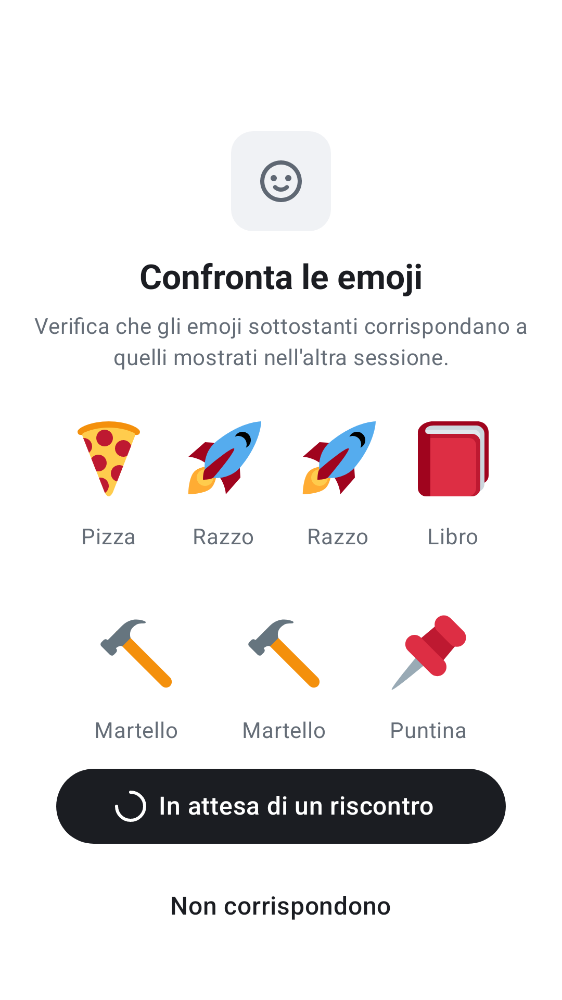 Confronta le emoji
Verifica che gli emoji sottostanti corrispondano a
quelli mostrati nell'altra sessione.
Pizza Razzo Razzo Libro
Martello Martello Puntina
In attesa di un riscontro
Non corrispondono